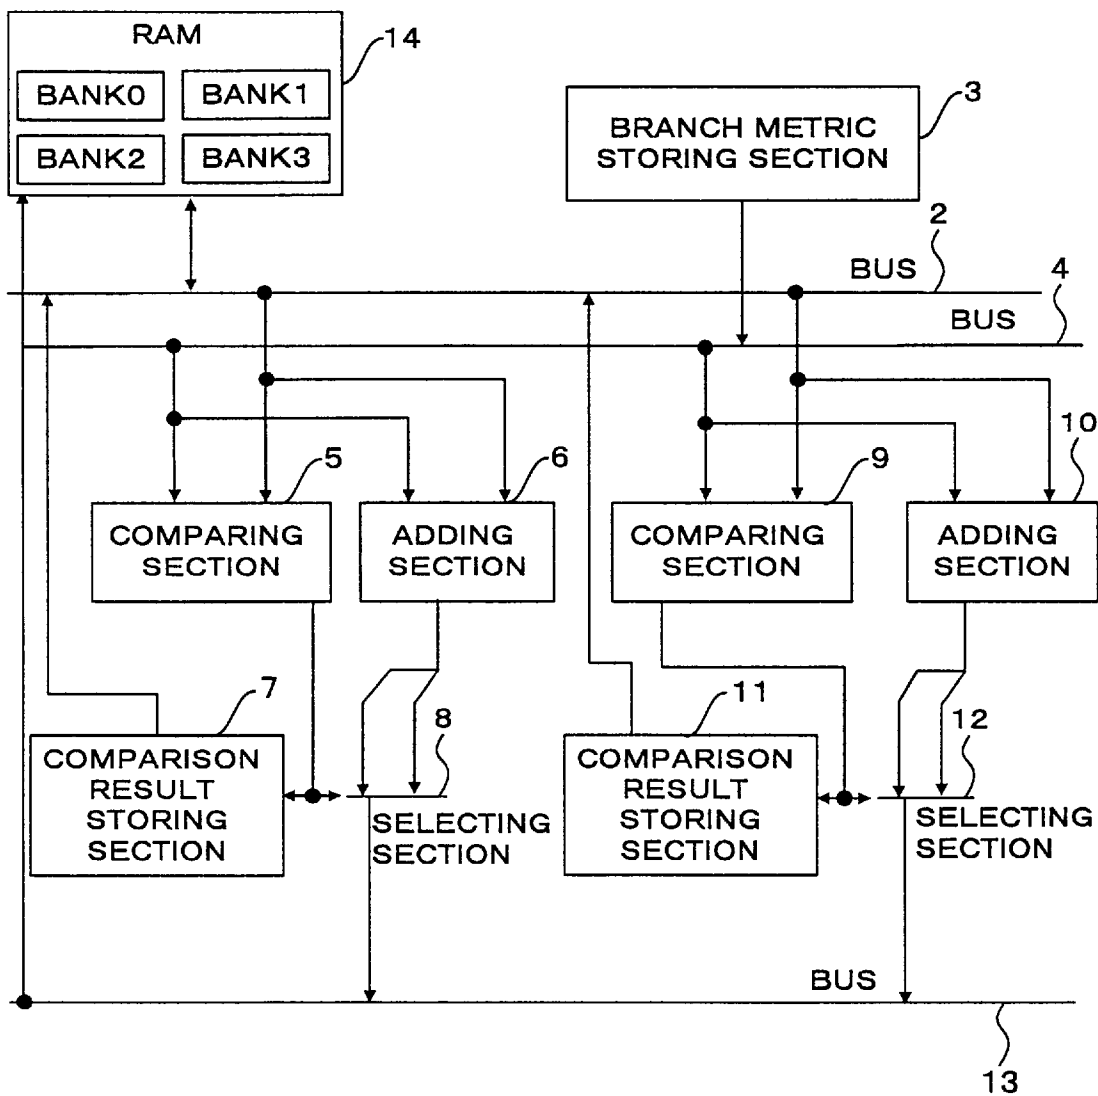 RAM
14
BANK0
BANK1
BANK2
BANK3
BRANCH METRIC
STORING SECTION
3
2
BUS
4
BUS
5
COMPARING
SECTION
6
ADDING
SECTION
9
COMPARING
SECTION
10
ADDING
SECTION
7
COMPARISON
RESULT
STORING
SECTION
8
SELECTING
SECTION
11
COMPARISON
RESULT
STORING
SECTION
12
SELECTING
SECTION
BUS
13